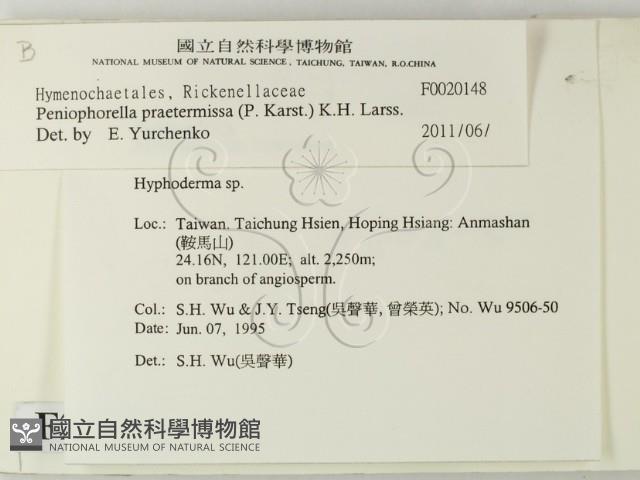 B
國立自然科學博物館
NATIONAL MUSEUM OF NATURAL SCIENCE, TAICHUNG, TAIWAN, R.O.CHINA
Hymenochaetales, Rickenellaceae F0020148
Peniophorella praetermissa (P. Karst.) K.H. Larss.
Det. by E. Yurchenko 2011/06/
Hyphoderma sp.
Loc.: Taiwan. Taichung Hsien, Hoping Hsiang: Anmashan
(鞍馬山)
24.16N, 121.00E; alt. 2,250m;
on branch of angiosperm.
Col.: S.H. Wu & J.Y. Tseng(吳聲華, 曾榮英); No. Wu 9506-50
Date: Jun. 07, 1995
Det.: S.H. Wu(吳聲華)
國立自然科學博物館
NATIONAL MUSEUM OF NATURAL SCIENCE